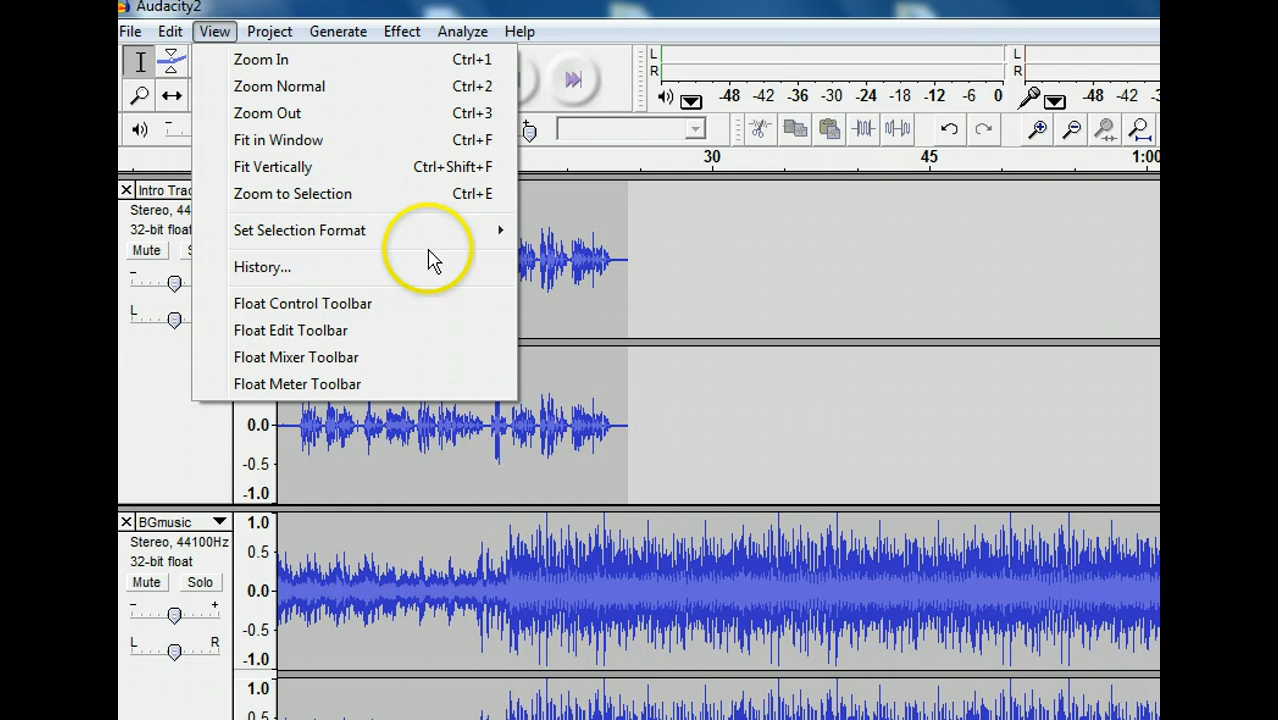 Audacity2
File Edit View Project Generate Effect Analyze Help
Zoom In Ctrl+1
Zoom Normal Ctrl+2
Zoom Out Ctrl+3
Fit in Window Ctrl+F
Fit Vertically Ctrl+Shift+F
Zoom to Selection Ctrl+E
Set Selection Format
History...
Float Control Toolbar
Float Edit Toolbar
Float Mixer Toolbar
Float Meter Toolbar
L
R
-48 -42 -36 -30 -24 -18 -12 -6 0
L
R
-48 -42
30 45 1:00
Intro Trac
Stereo, 44
32-bit float
Mute S
- 
L
0.0
-0.5
-1.0
BGmusic
Stereo, 44100Hz
32-bit float
Mute Solo
- +
L R
1.0
0.5
0.0
-0.5
-1.0
1.0
0.5